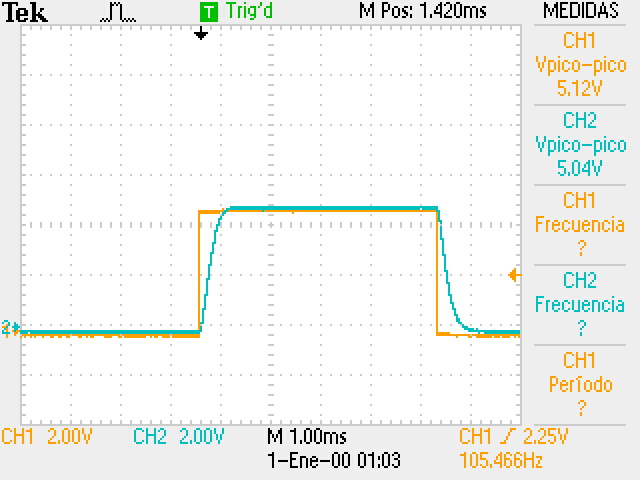 Tek T Trig'd M Pos: 1.420ms MEDIDAS
CH1
Vpico-pico
5.12V
CH2
Vpico-pico
5.04V
CH1
Frecuencia
?
CH2
Frecuencia
?
CH1
Período
?
2
CH1 2.00V CH2 2.00V M 1.00ms CH1 2.25V
1-Ene-00 01:03 105.466Hz